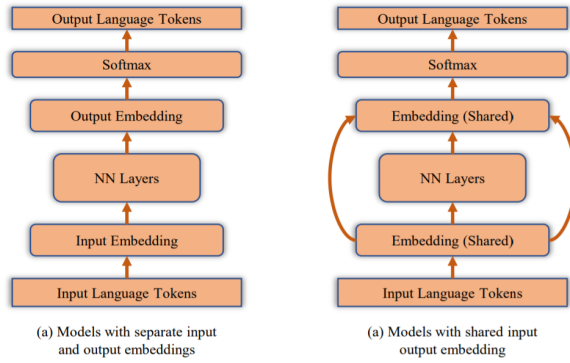 Output Language Tokens
Softmax
Output Embedding
NN Layers
Input Embedding
Input Language Tokens
(a) Models with separate input
and output embeddings
Output Language Tokens
Softmax
Embedding (Shared)
NN Layers
Embedding (Shared)
Input Language Tokens
(a) Models with shared input
output embedding